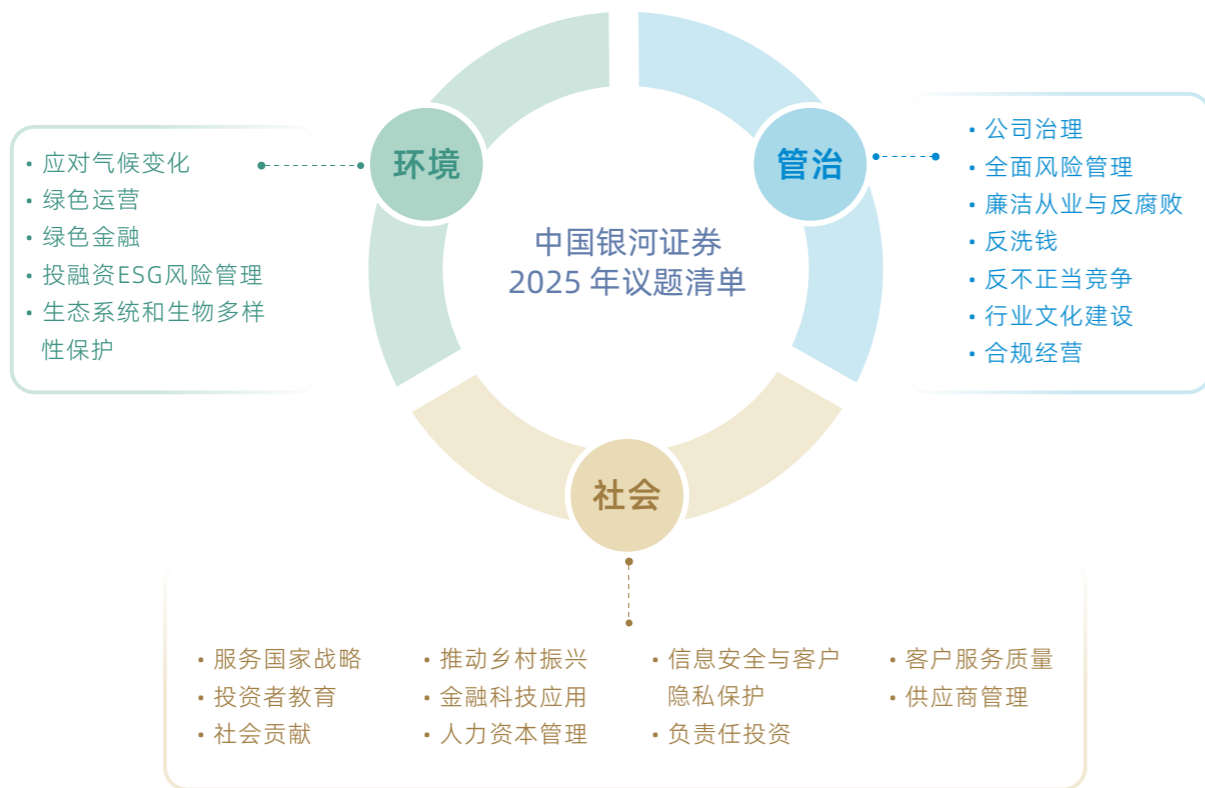 环境
管治
中国银河证券
2025 年议题清单
• 应对气候变化
• 绿色运营
• 绿色金融
• 投融资ESG风险管理
• 生态系统和生物多样
性保护
• 公司治理
• 全面风险管理
• 廉洁从业与反腐败
• 反洗钱
• 反不正当竞争
• 行业文化建设
• 合规经营
社会
• 服务国家战略
• 投资者教育
• 社会贡献
• 推动乡村振兴
• 金融科技应用
• 人力资本管理
• 信息安全与客户
隐私保护
• 负责任投资
• 客户服务质量
• 供应商管理